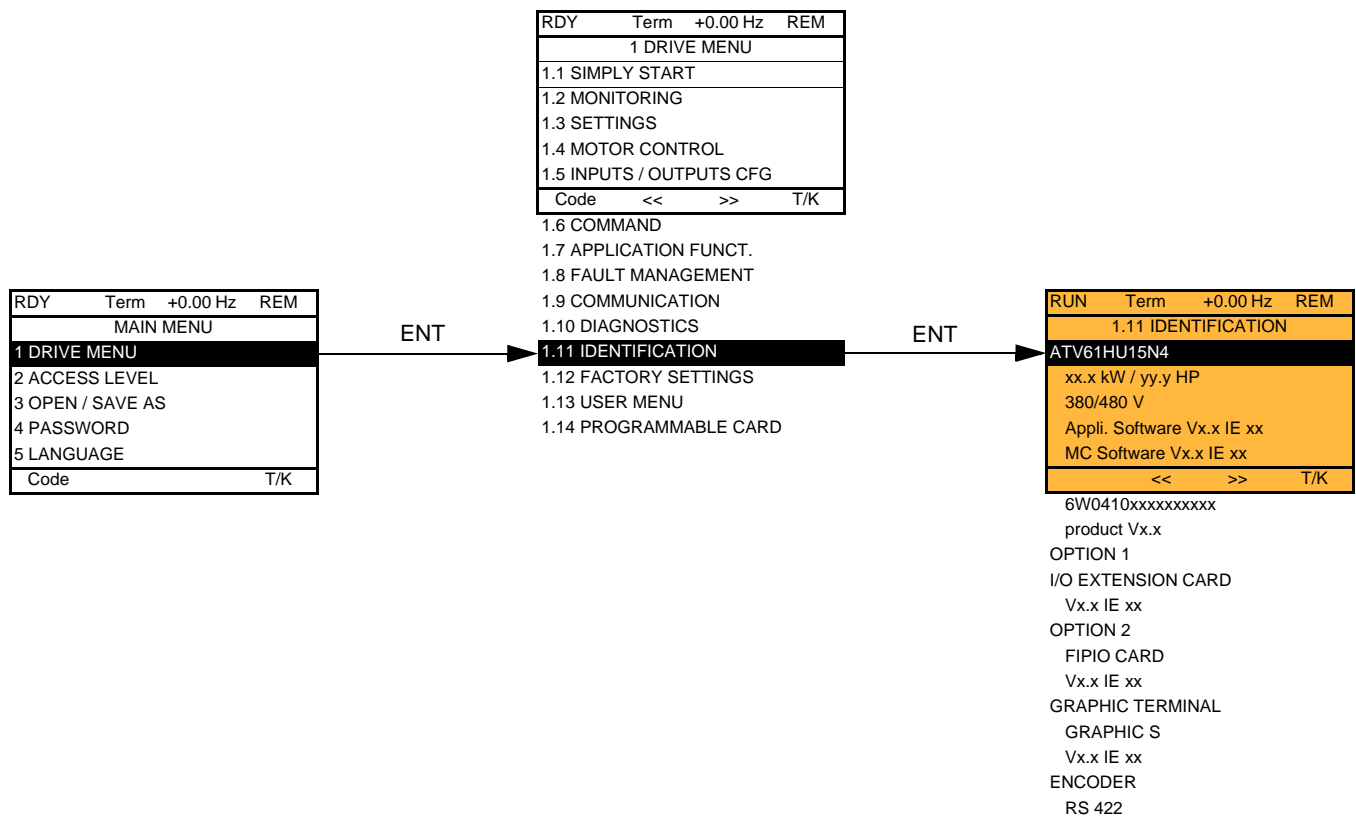 RDY Term +0.00 Hz REM
MAIN MENU
1 DRIVE MENU
2 ACCESS LEVEL
3 OPEN / SAVE AS
4 PASSWORD
5 LANGUAGE
Code T/K
ENT
RDY Term +0.00 Hz REM
1 DRIVE MENU
1.1 SIMPLY START
1.2 MONITORING
1.3 SETTINGS
1.4 MOTOR CONTROL
1.5 INPUTS / OUTPUTS CFG
Code << >> T/K
1.6 COMMAND
1.7 APPLICATION FUNCT.
1.8 FAULT MANAGEMENT
1.9 COMMUNICATION
1.10 DIAGNOSTICS
1.11 IDENTIFICATION
1.12 FACTORY SETTINGS
1.13 USER MENU
1.14 PROGRAMMABLE CARD
ENT
RUN Term +0.00 Hz REM
1.11 IDENTIFICATION
ATV61HU15N4
xx.x kW / yy.y HP
380/480 V
Appli. Software Vx.x IE xx
MC Software Vx.x IE xx
<< >> T/K
6W0410xxxxxxxxxx
product Vx.x
OPTION 1
I/O EXTENSION CARD
Vx.x IE xx
OPTION 2
FIPIO CARD
Vx.x IE xx
GRAPHIC TERMINAL
GRAPHIC S
Vx.x IE xx
ENCODER
RS 422